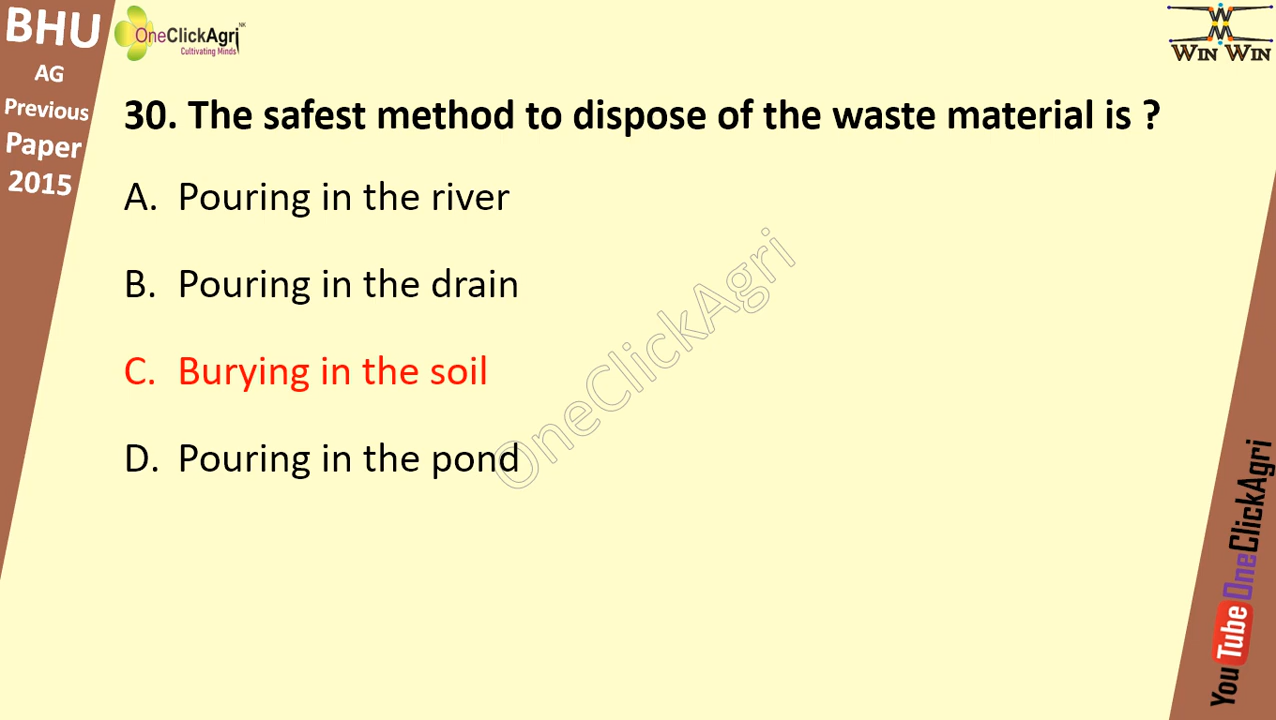 BHU
AG
Previous
Paper
2015
OneClickAgri NK
Cultivating Minds
WIN WIN
30. The safest method to dispose of the waste material is ?
A. Pouring in the river
B. Pouring in the drain
C. Burying in the soil
D. Pouring in the pond
OneClickAgri
YouTube OneClickAgri